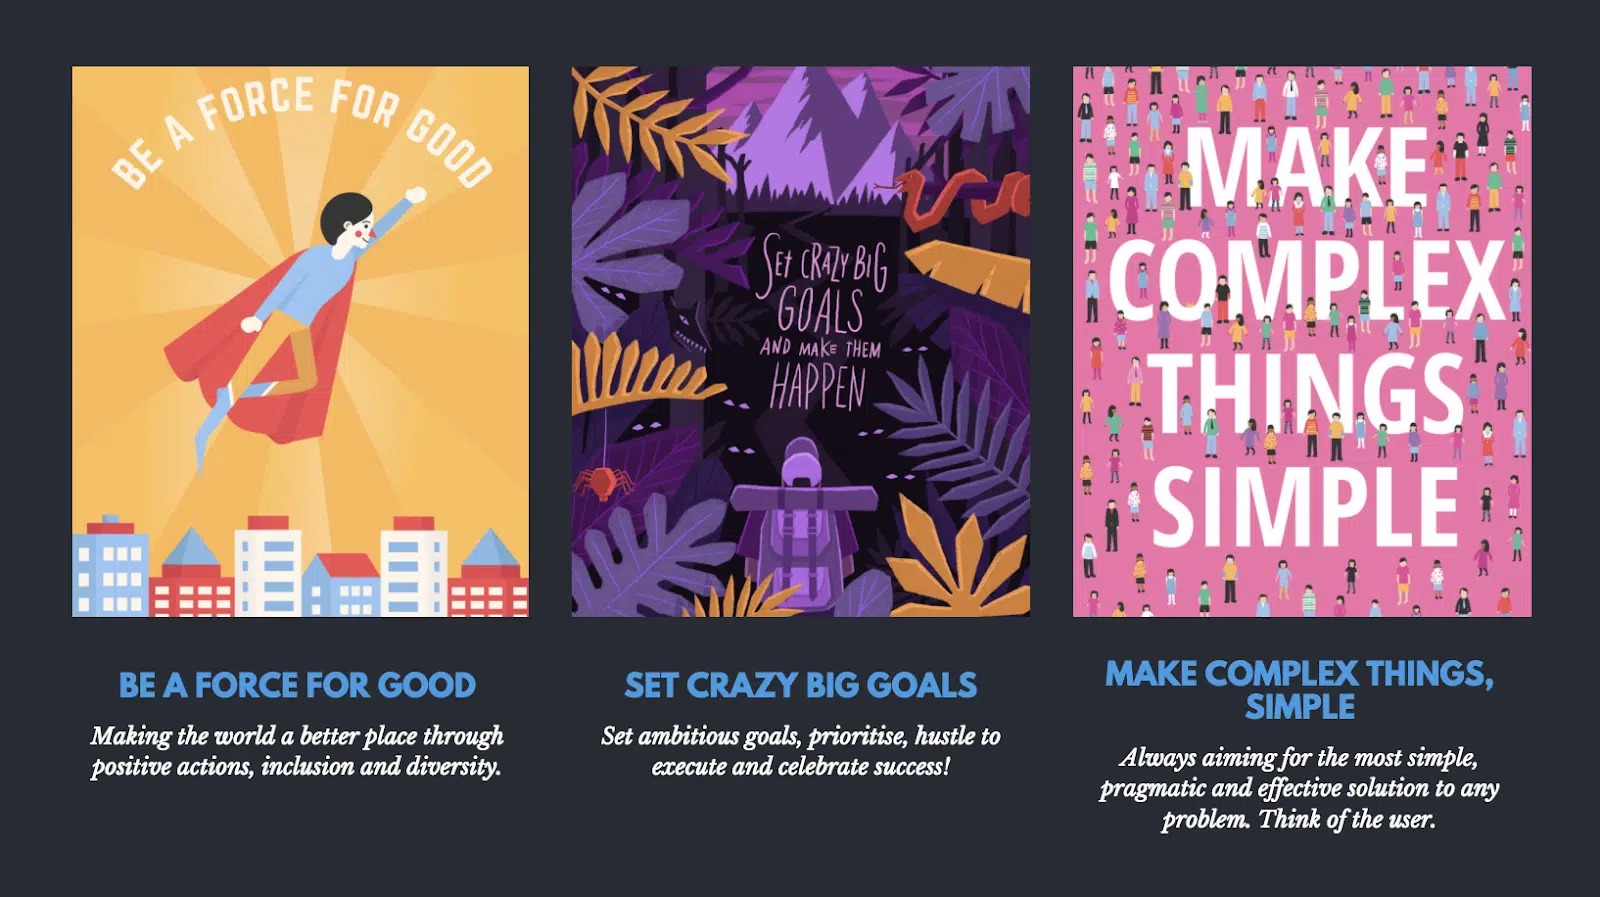 BE A FORCE FOR GOOD
SET CRAZY BIG
GOALS
AND MAKE THEM
HAPPEN
MAKE
COMPLEX
THINGS
SIMPLE
BE A FORCE FOR GOOD
Making the world a better place through
positive actions, inclusion and diversity.
SET CRAZY BIG GOALS
Set ambitious goals, prioritise, hustle to
execute and celebrate success!
MAKE COMPLEX THINGS,
SIMPLE
Always aiming for the most simple,
pragmatic and effective solution to any
problem. Think of the user.